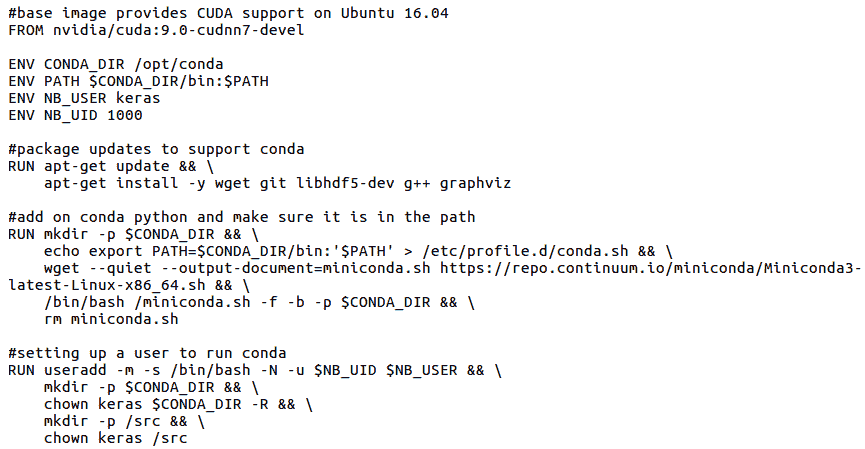 #base image provides CUDA support on Ubuntu 16.04
FROM nvidia/cuda:9.0-cudnn7-devel

ENV CONDA_DIR /opt/conda
ENV PATH $CONDA_DIR/bin:$PATH
ENV NB_USER keras
ENV NB_UID 1000

#package updates to support conda
RUN apt-get update && \
    apt-get install -y wget git libhdf5-dev g++ graphviz

#add on conda python and make sure it is in the path
RUN mkdir -p $CONDA_DIR && \
    echo export PATH=$CONDA_DIR/bin:'$PATH' > /etc/profile.d/conda.sh && \
    wget --quiet --output-document=miniconda.sh https://repo.continuum.io/miniconda/Miniconda3-
latest-Linux-x86_64.sh && \
    /bin/bash /miniconda.sh -f -b -p $CONDA_DIR && \
    rm miniconda.sh

#setting up a user to run conda
RUN useradd -m -s /bin/bash -N -u $NB_UID $NB_USER && \
    mkdir -p $CONDA_DIR && \
    chown keras $CONDA_DIR -R && \
    mkdir -p /src && \
    chown keras /src